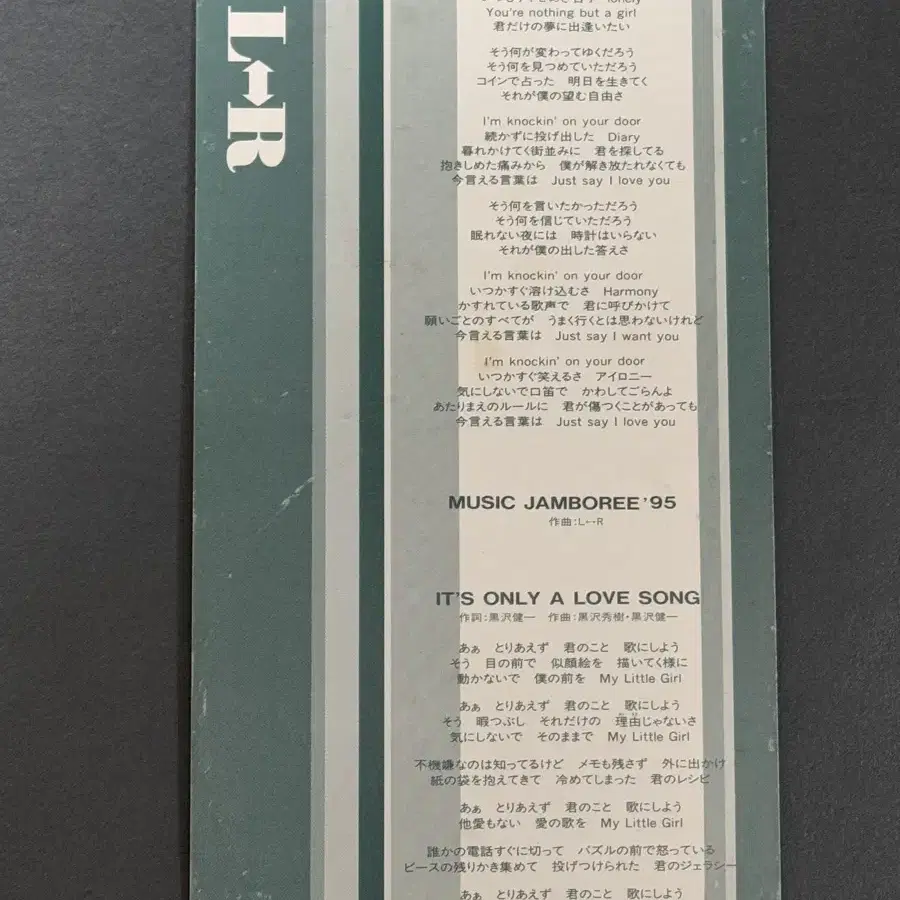 L↔R
lonely
You're nothing but a girl
君だけの夢に出逢いたい
そう何が変わってゆくだろう
そう何を見つめていただろう
コインで占った 明日を生きてく
それが僕の望む自由さ
I'm knockin' on your door
続かずに投げ出した Diary
暮れかけてく街並みに 君を探してる
抱きしめた痛みから 僕が解き放たれなくても
今言える言葉は Just say I love you
そう何を言いたかっただろう
そう何を信じていただろう
眠れない夜には 時計はいらない
それが僕の出した答えさ
I'm knockin' on your door
いつかすぐ溶け込むさ Harmony
かすれている歌声で 君に呼びかけて
願いごとのすべてが うまく行くとは思わないけれど
今言える言葉は Just say I want you
I'm knockin' on your door
いつかすぐ笑えるさ アイロニー
気にしないで口笛で かわしてごらんよ
あたりまえのルールに 君が傷つくことがあっても
今言える言葉は Just say I love you
MUSIC JAMBOREE '95
作曲:L↔R
IT'S ONLY A LOVE SONG
作詞:黒沢健一 作曲:黒沢秀樹・黒沢健一
あぁ とりあえず 君のこと 歌にしよう
そう 目の前で 似顔絵を 描いてく様に
動かないで 僕の前を My Little Girl
あぁ とりあえず 君のこと 歌にしよう
そう 暇つぶし それだけの 理由じゃないさ
気にしないで そのままで My Little Girl
不機嫌なのは知ってるけど メモも残さず 外に出かけ
紙の袋を抱えてきて 冷めてしまった 君のレシピ
あぁ とりあえず 君のこと 歌にしよう
他愛もない 愛の歌を My Little Girl
誰かの電話すぐに切って パズルの前で怒っている
ピースの残りかき集めて 投げつけられた 君のジェラシー
あぁ とりあえず 君のこと 歌にしよう